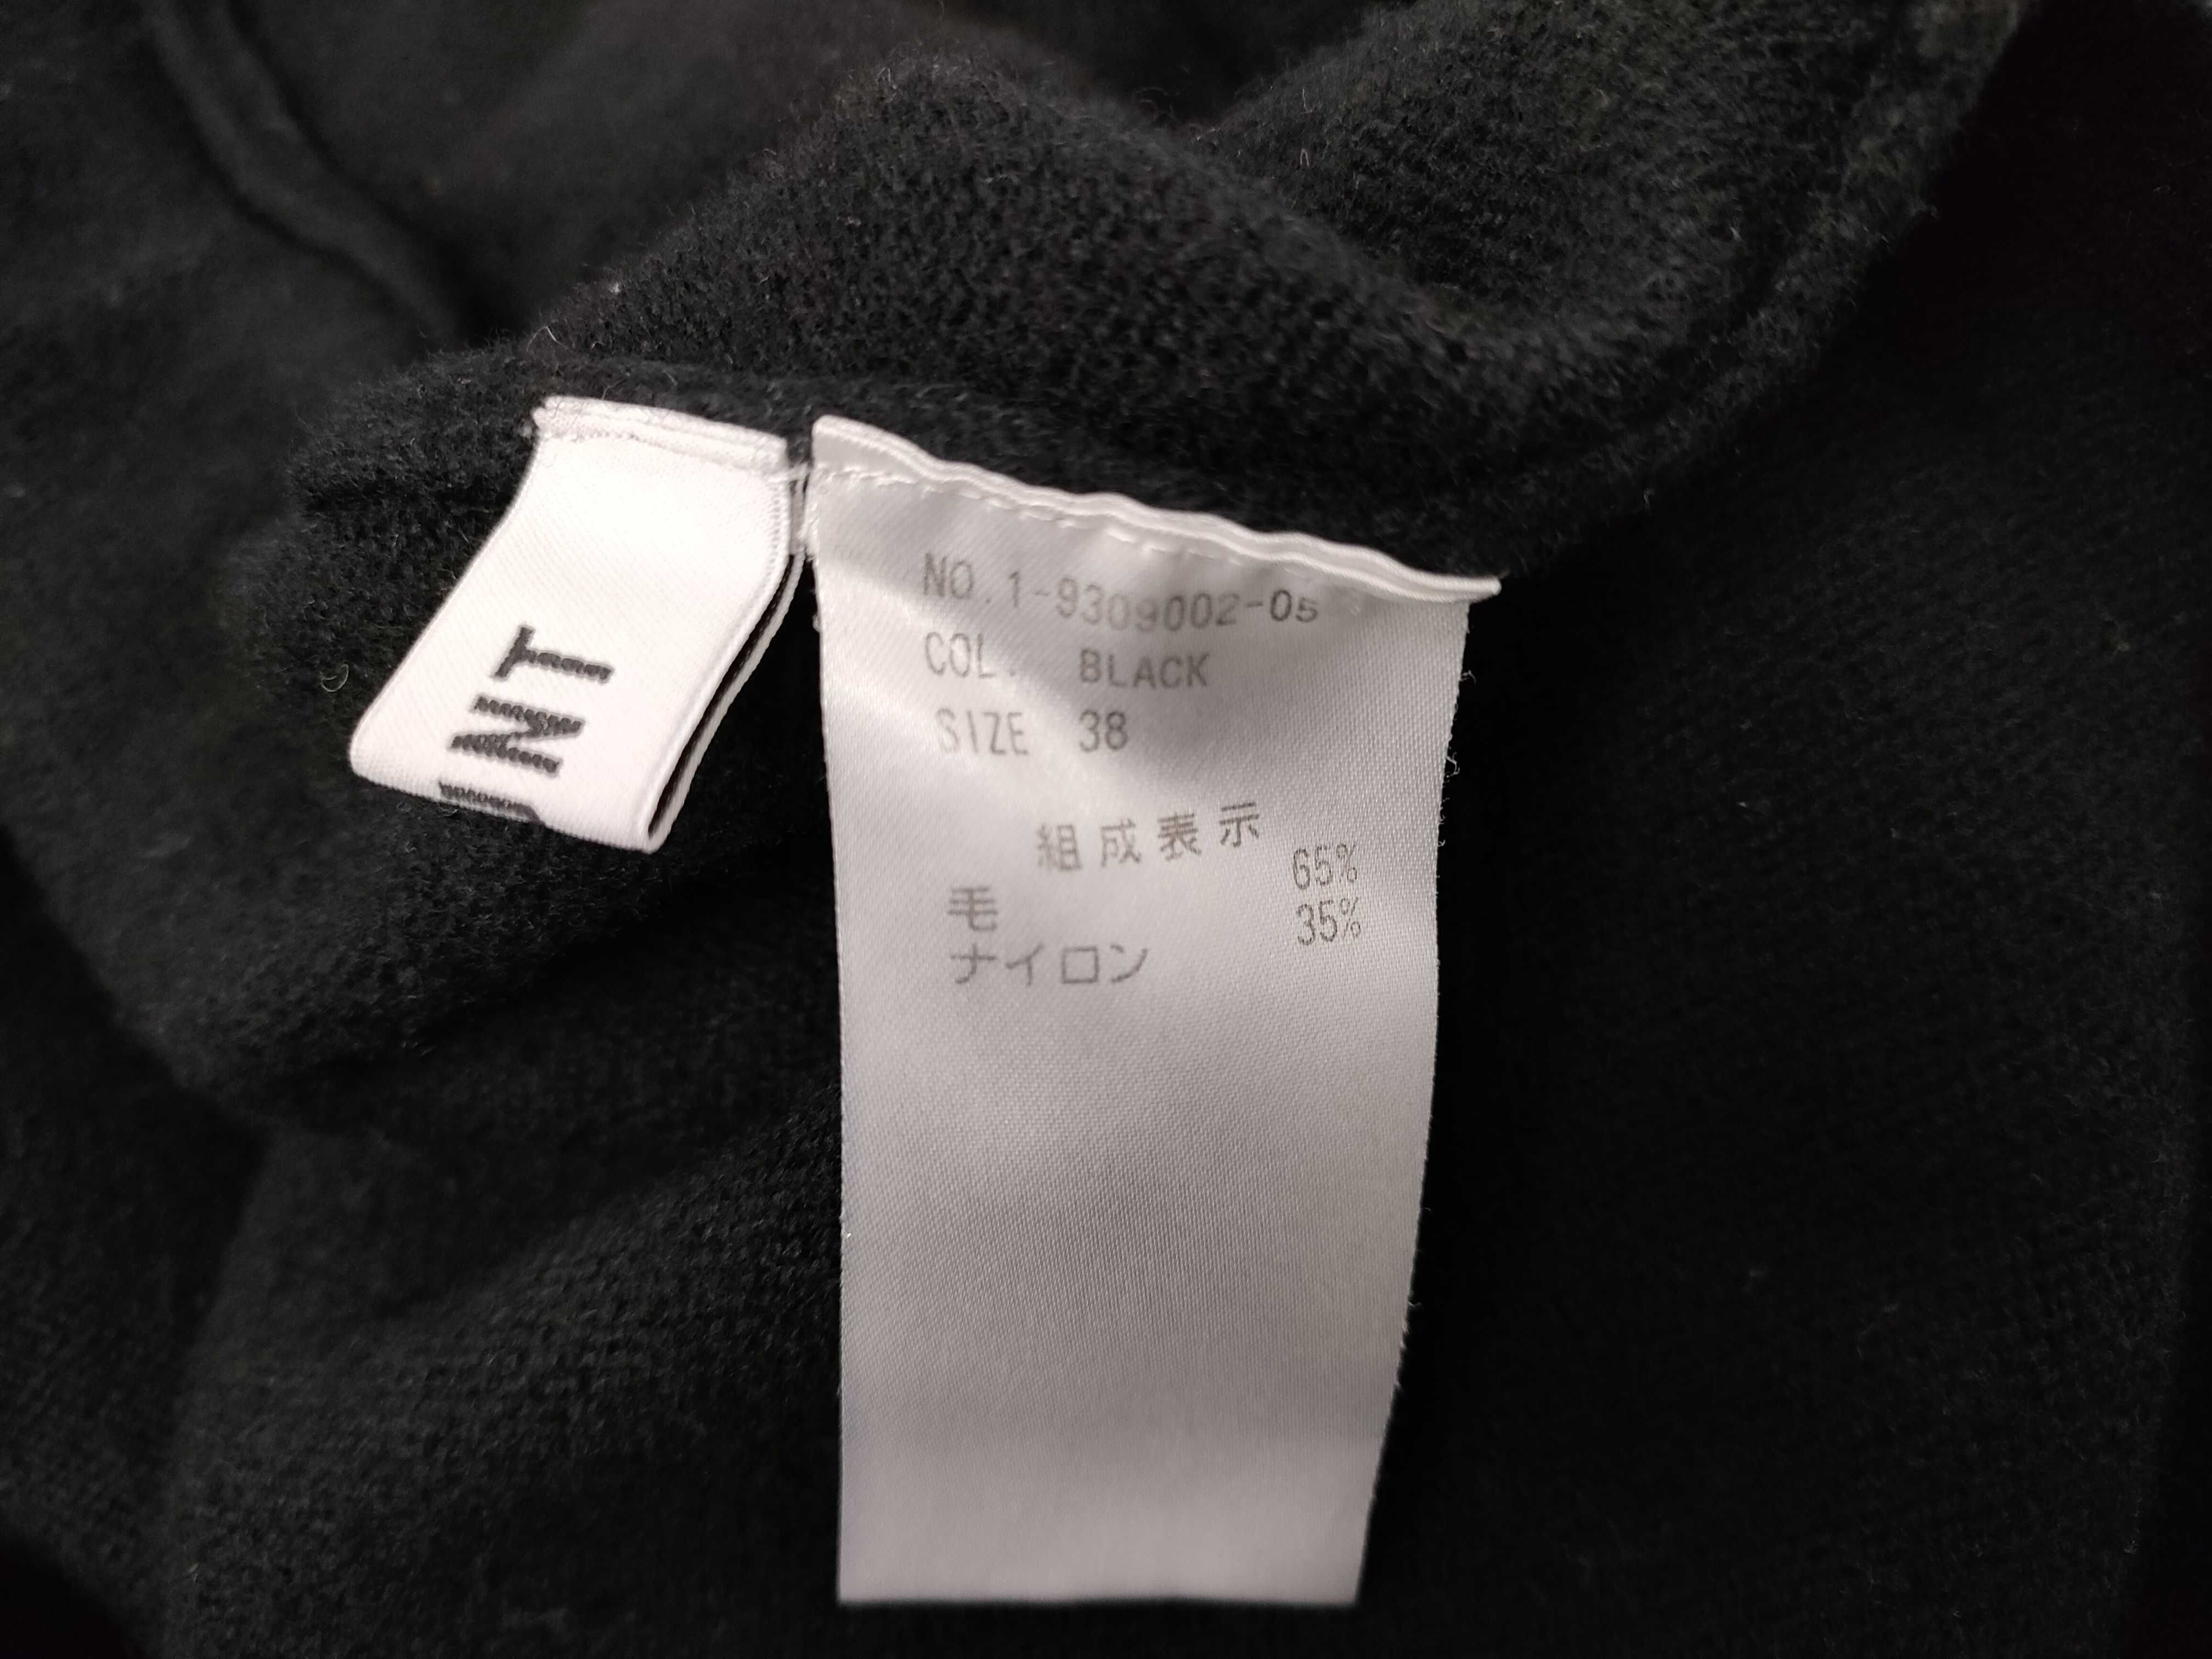 NT
NO.1-9309002-05
COL. BLACK
SIZE 38
組成表示
毛 65%
ナイロン 35%